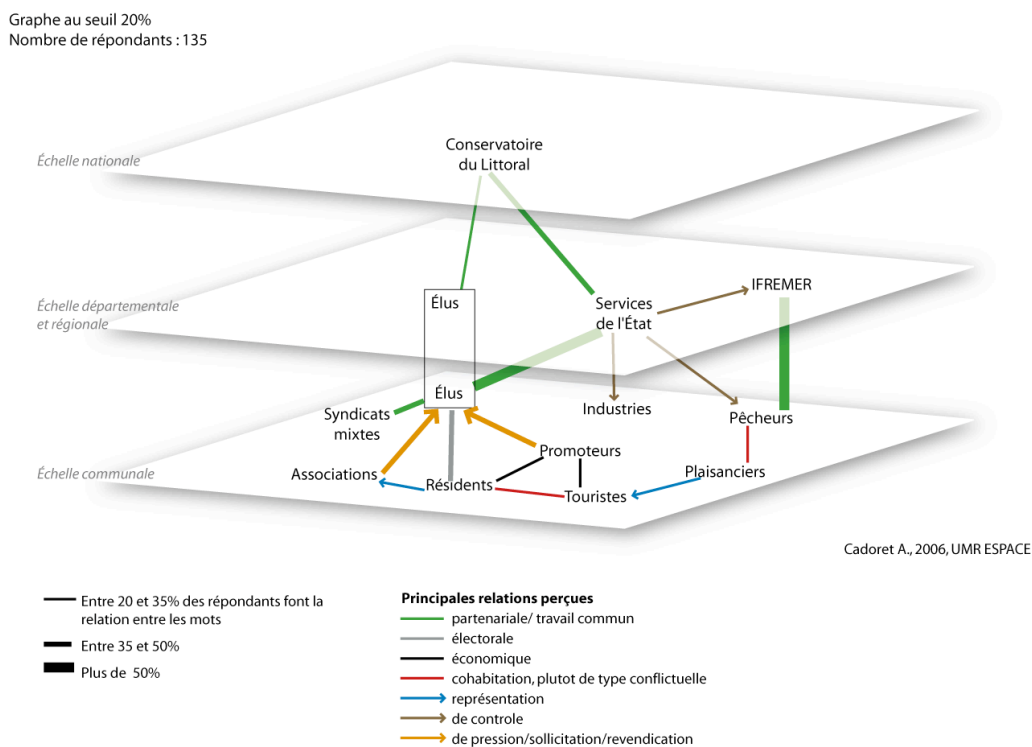 Graphe au seuil 20%
Nombre de répondants : 135
Échelle nationale
Conservatoire
du Littoral
Échelle départementale
et régionale
Élus
Services
de l'État
IFREMER
Élus
Syndicats
mixtes
Industries
Pêcheurs
Échelle communale
Associations
Résidents
Promoteurs
Touristes
Plaisanciers
Cadoret A., 2006, UMR ESPACE
Entre 20 et 35% des répondants font la
relation entre les mots
Entre 35 et 50%
Plus de 50%
Principales relations perçues
partenariale/ travail commun
électorale
économique
cohabitation, plutot de type conflictuelle
représentation
de controle
de pression/sollicitation/revendication